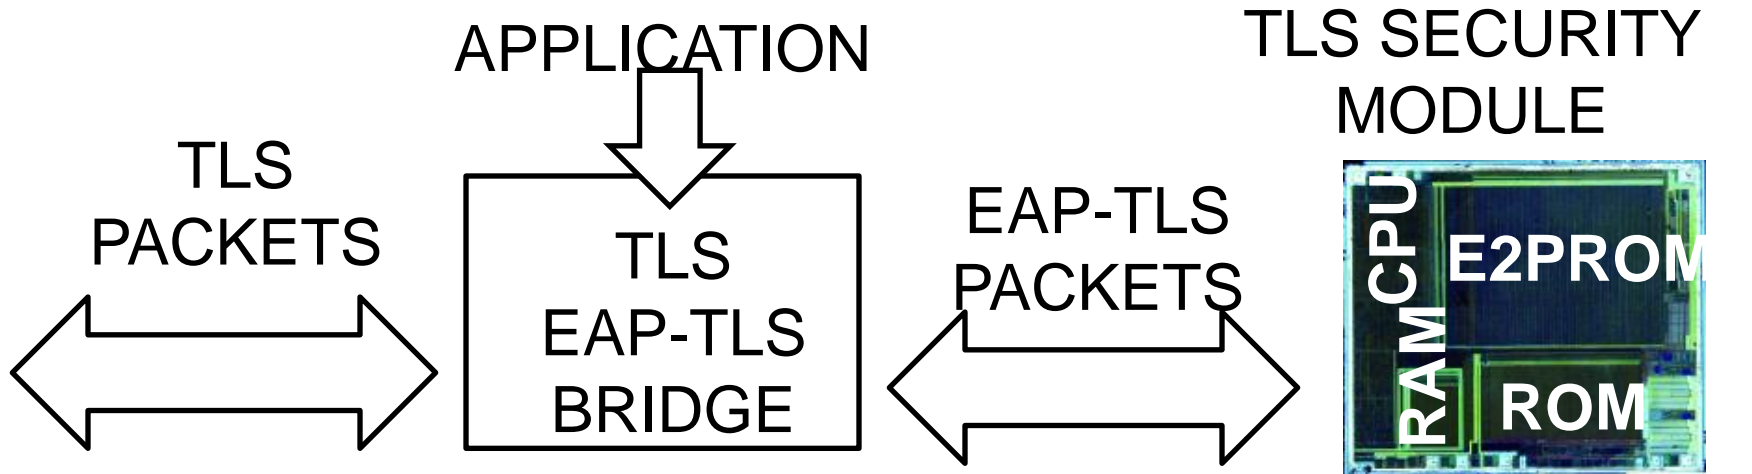 APPLICATION
TLS SECURITY
MODULE
TLS
PACKETS
TLS
EAP-TLS
BRIDGE
EAP-TLS
PACKETS
CPU
E2PROM
RAM
ROM